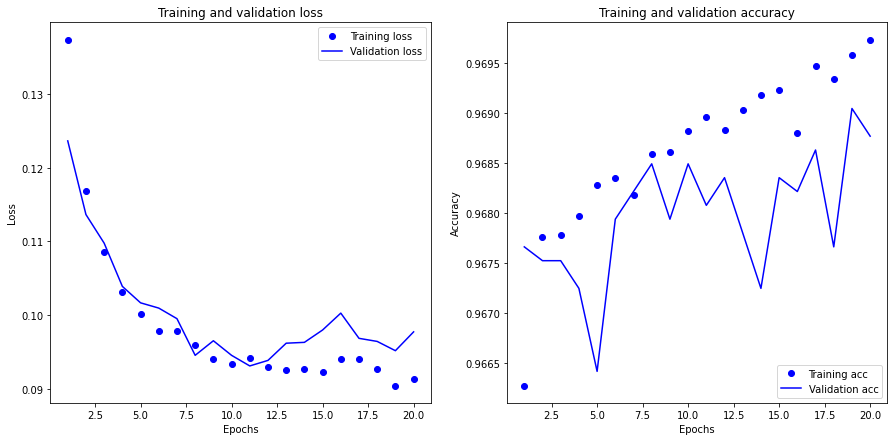 Training and validation loss
Training loss
Validation loss
0.13
0.12
0.11
0.10
0.09
Loss
2.5 5.0 7.5 10.0 12.5 15.0 17.5 20.0
Epochs
Training and validation accuracy
0.9695
0.9690
0.9685
0.9680
0.9675
0.9670
0.9665
Accuracy
Training acc
Validation acc
2.5 5.0 7.5 10.0 12.5 15.0 17.5 20.0
Epochs